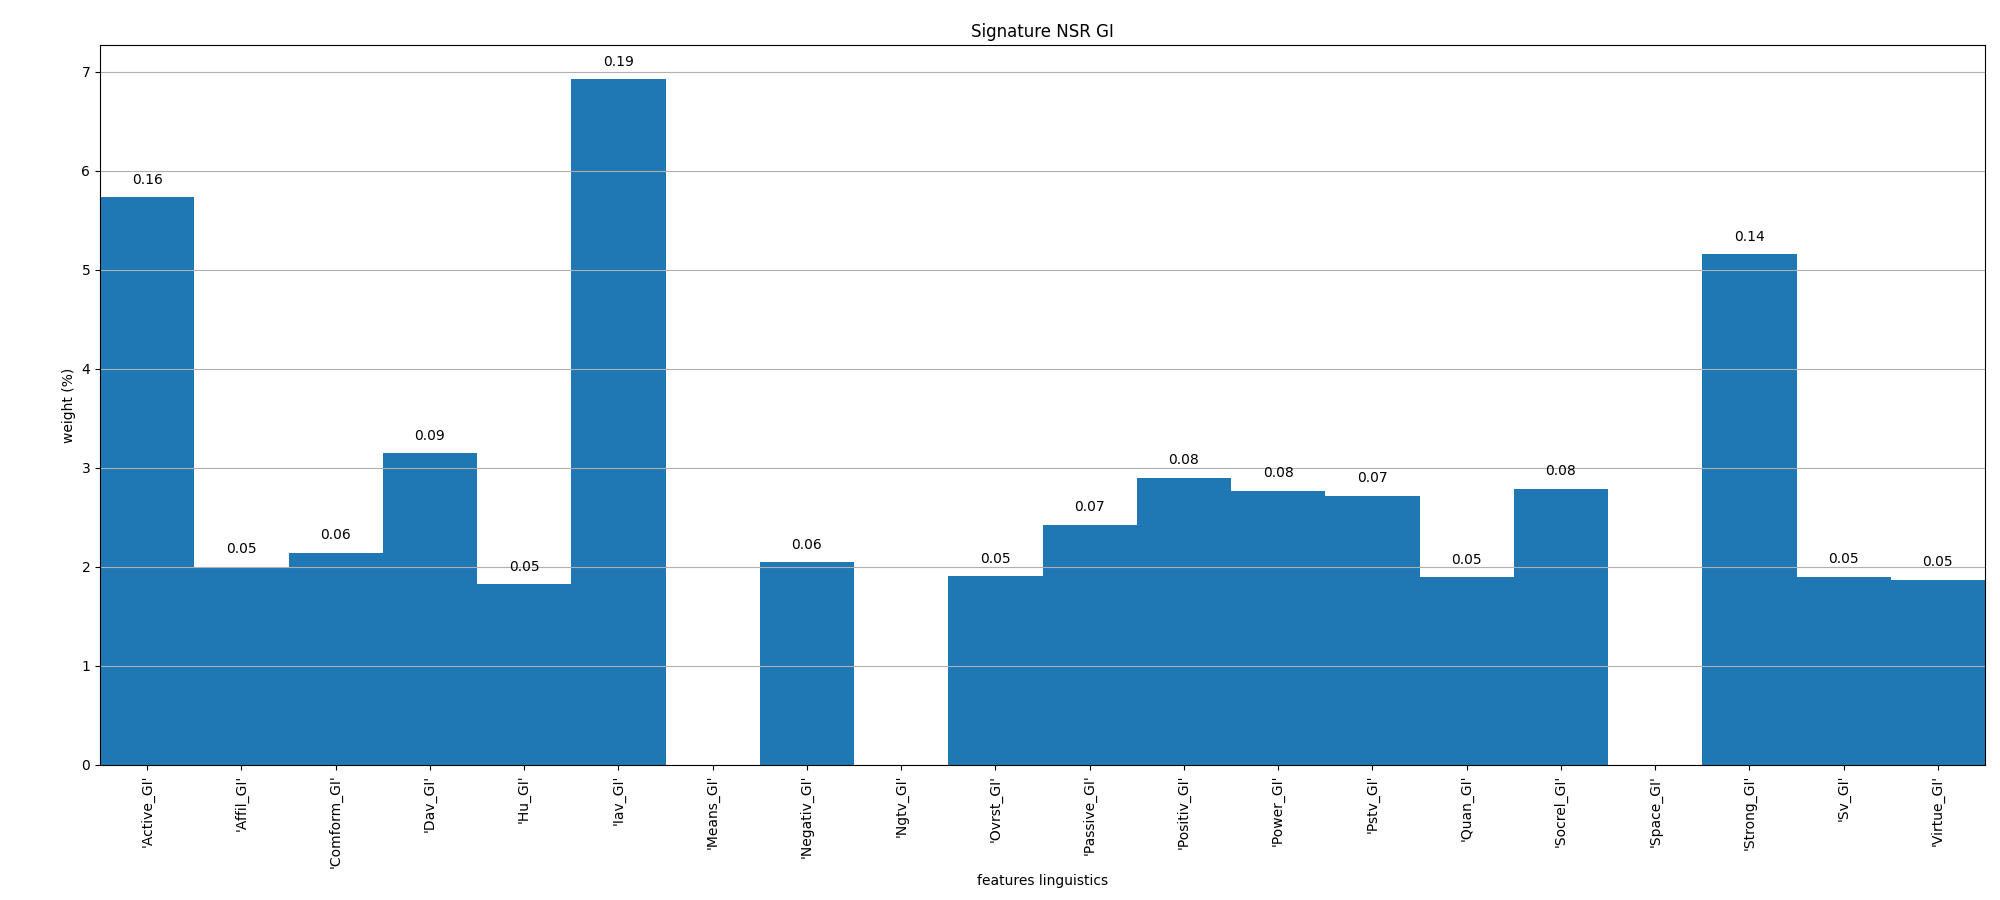 Signature NSR GI
weight (%)
7
6
5
4
3
2
1
0
0.16
0.05
0.06
0.09
0.05
0.19
0.06
0.05
0.07
0.08
0.08
0.07
0.05
0.08
0.14
0.05
0.05
'Active_GI'
'Affil_GI'
'Comform_GI'
'Dav_GI'
'Hu_GI'
'Iav_GI'
'Means_GI'
'Negativ_GI'
'Ngtv_GI'
'Ovrst_GI'
'Passive_GI'
'Positiv_GI'
'Power_GI'
'Pstv_GI'
'Quan_GI'
'Socrel_GI'
'Space_GI'
'Strong_GI'
'Sv_GI'
'Virtue_GI'
features linguistics